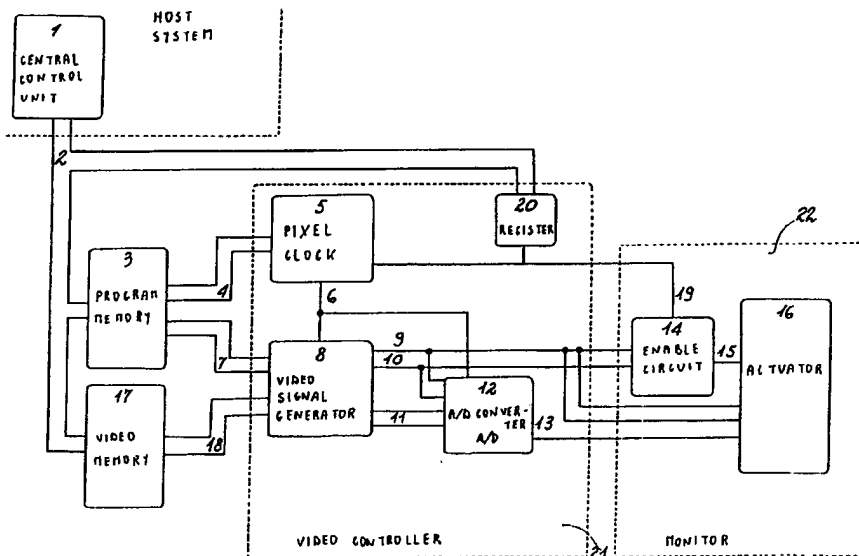 HOST
SYSTEM
1
CENTRAL
CONTROL
UNIT
2
5
PIXEL
CLOCK
20
REGISTER
22
3
PROGRAM
MEMORY
4
6
19
7
8
VIDEO
SIGNAL
GENERATOR
9
10
11
12
A/D CONVER-
TER
A/D
13
14
ENABLE
CIRCUIT
15
16
ACTUATOR
17
VIDEO
MEMORY
18
VIDEO CONTROLLER
21
MONITOR